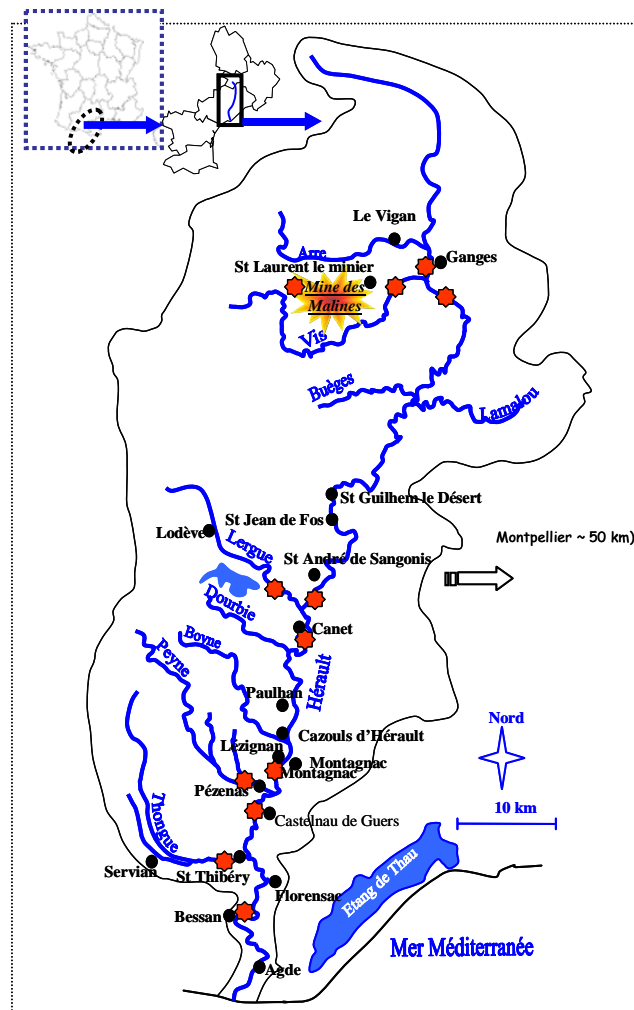 Le Vigan
Arre
Ganges
St Laurent le minier
Mine des
Malines
Vis
Buèges
Lamalou
St Guilhem le Désert
St Jean de Fos
Lodève
Lergue
Montpellier ~ 50 km)
St André de Sangonis
Dourbie
Canet
Boyne
Peyne
Hérault
Paulhan
Nord
Cazouls d’Hérault
Lézignan
Montagnac
Montagnac
Pézenas
10 km
Castelnau de Guers
Thongue
Servian
St Thibéry
Florensac
Etang de Thau
Bessan
Mer Méditerranée
Agde